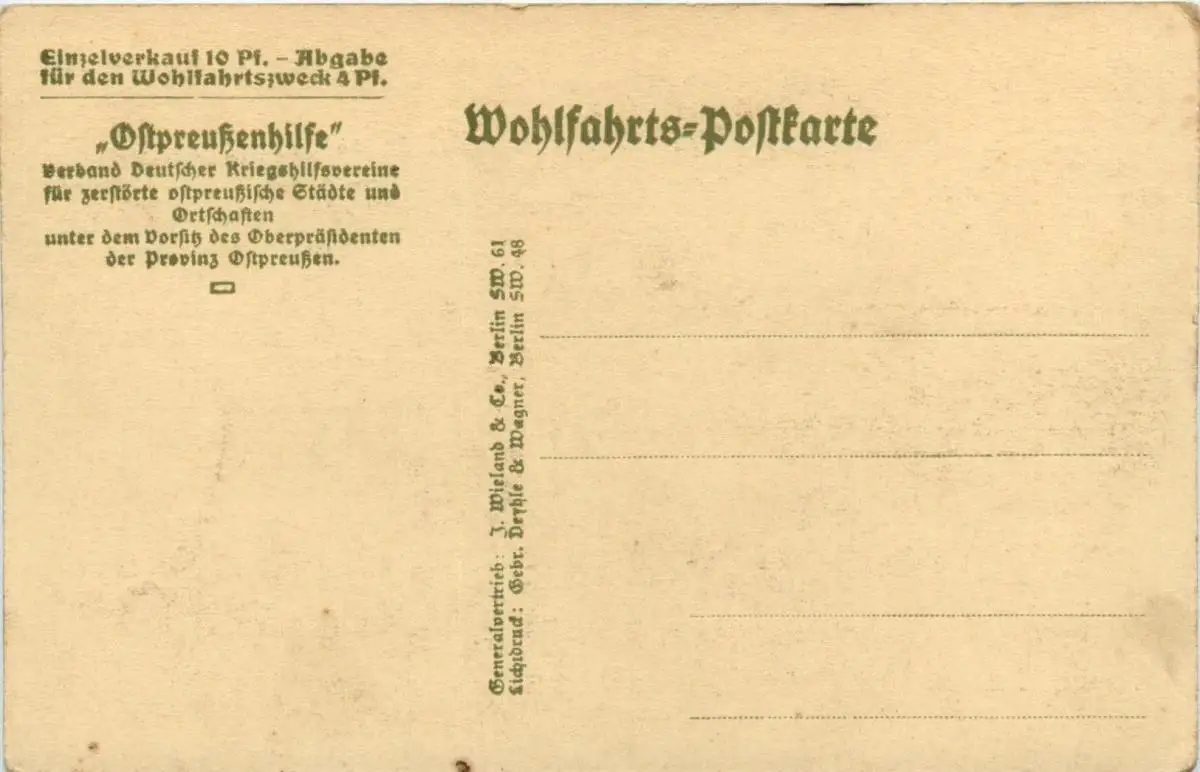 Einzelverkauf 10 Pf. – Abgabe
für den Wohlfahrtszweck 4 Pf.
„Ostpreußenhilfe"
Verband Deutscher Kriegshilfsvereine
für zerstörte ostpreußische Städte und
Ortschaften
unter dem Vorsitz des Oberpräsidenten
der Provinz Ostpreußen.
Wohlfahrts-Postkarte
Generalvertrieb: J. Wieland & Co., Berlin SW. 61
Lichtdruck: Gebr. Deyhle & Wagner, Berlin SW. 48